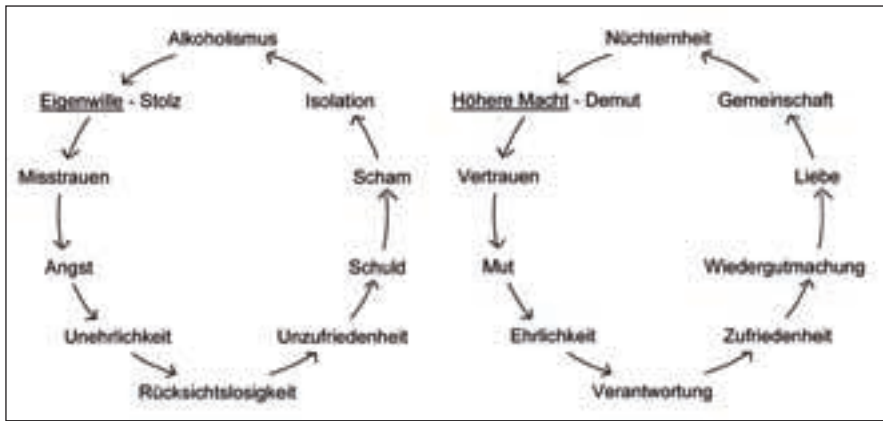 Alkoholismus
Eigenwille - Stolz
Misstrauen
Angst
Unehrlichkeit
Rücksichtslosigkeit
Unzufriedenheit
Schuld
Scham
Isolation
Nüchternheit
Höhere Macht - Demut
Vertrauen
Mut
Ehrlichkeit
Verantwortung
Zufriedenheit
Wiedergutmachung
Liebe
Gemeinschaft